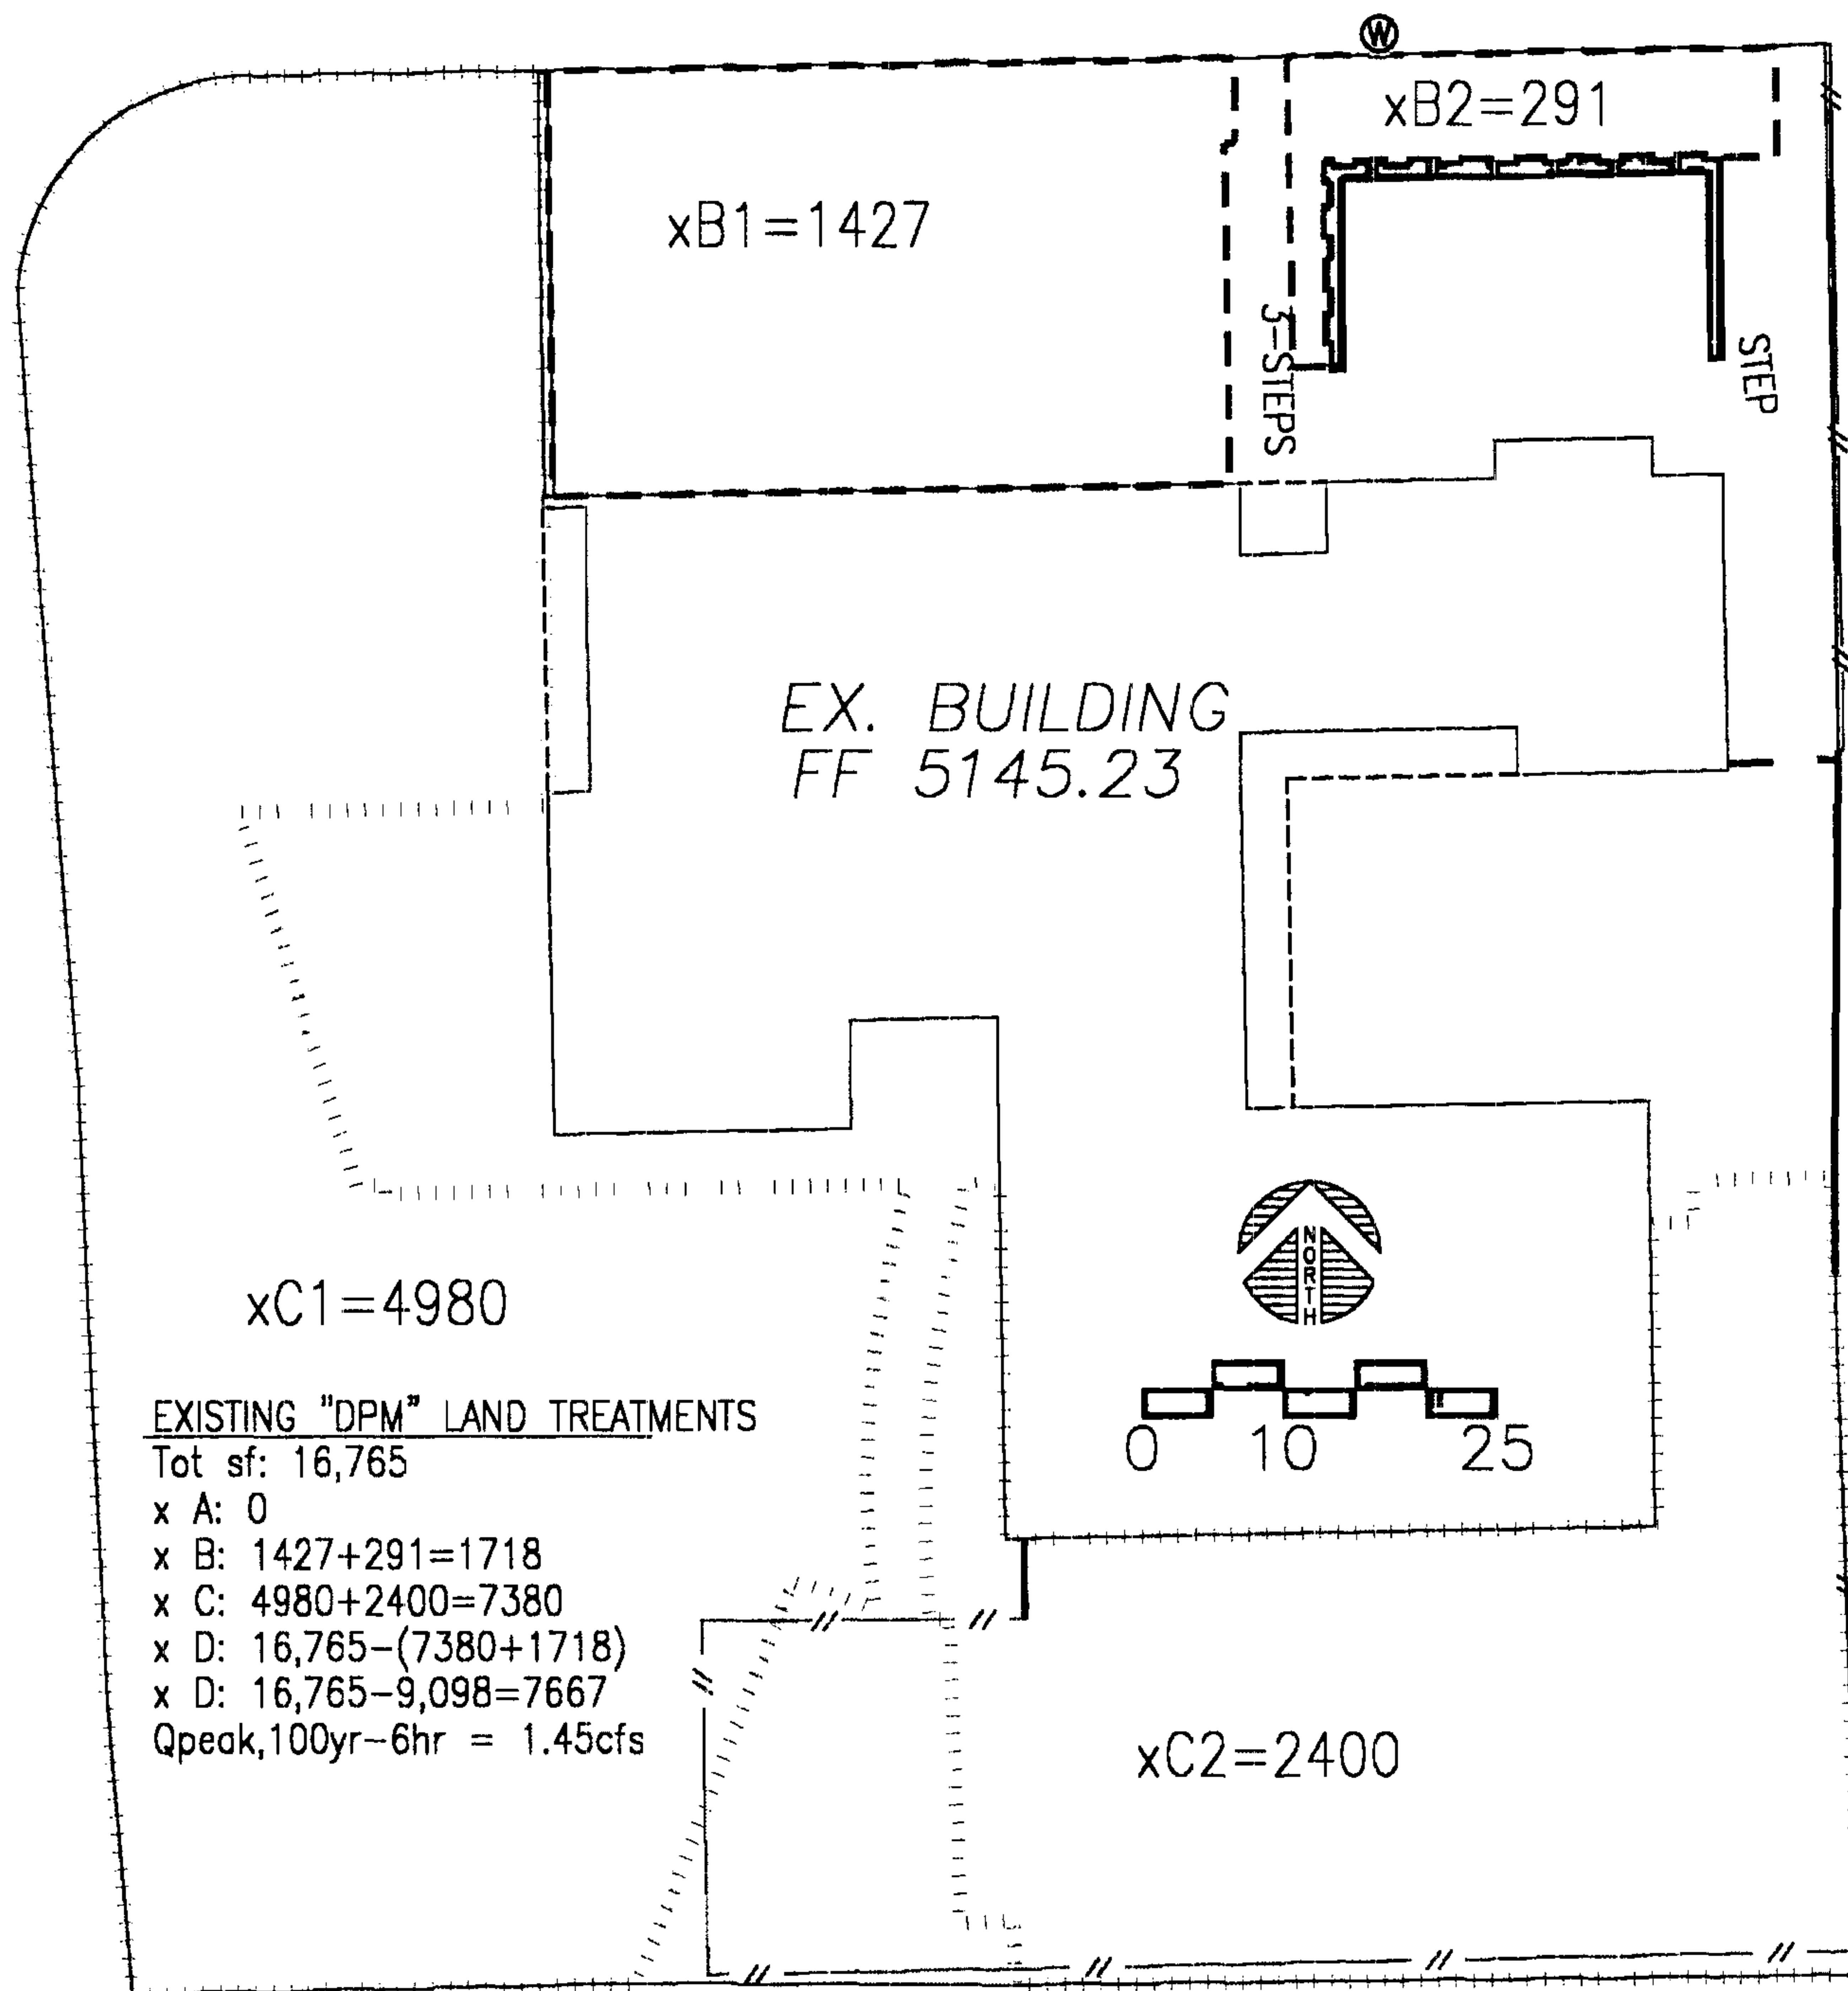 W
xB2=291
xB1=1427
3-STEPS
STEP
EX. BUILDING
FF 5145.23
NORTH
xC1=4980
0 10 25
EXISTING "DPM" LAND TREATMENTS
Tot sf: 16,765
x A: 0
x B: 1427+291=1718
x C: 4980+2400=7380
x D: 16,765-(7380+1718)
x D: 16,765-9,098=7667
Qpeak,100yr-6hr = 1.45cfs
xC2=2400